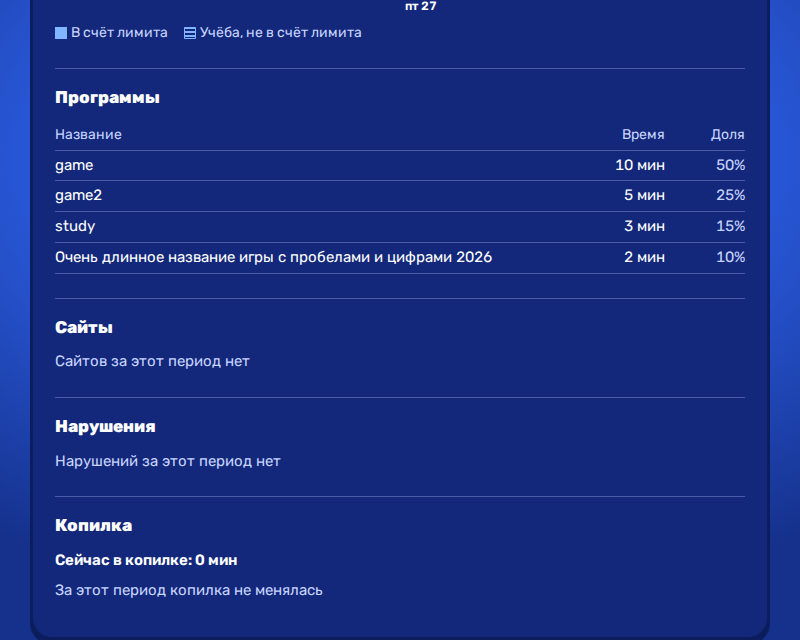 пт 27
В счёт лимита Учёба, не в счёт лимита
Программы
Название Время Доля
game 10 мин 50%
game2 5 мин 25%
study 3 мин 15%
Очень длинное название игры с пробелами и цифрами 2026 2 мин 10%
Сайты
Сайтов за этот период нет
Нарушения
Нарушений за этот период нет
Копилка
Сейчас в копилке: 0 мин
За этот период копилка не менялась